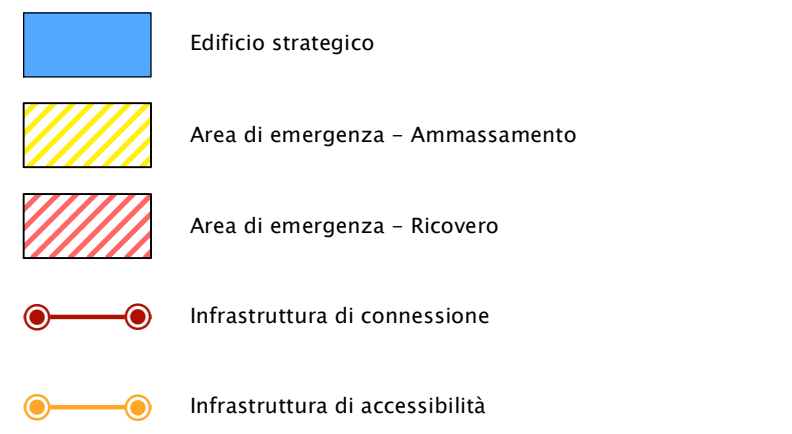 Edificio strategico
Area di emergenza – Ammassamento
Area di emergenza – Ricovero
Infrastruttura di connessione
Infrastruttura di accessibilità